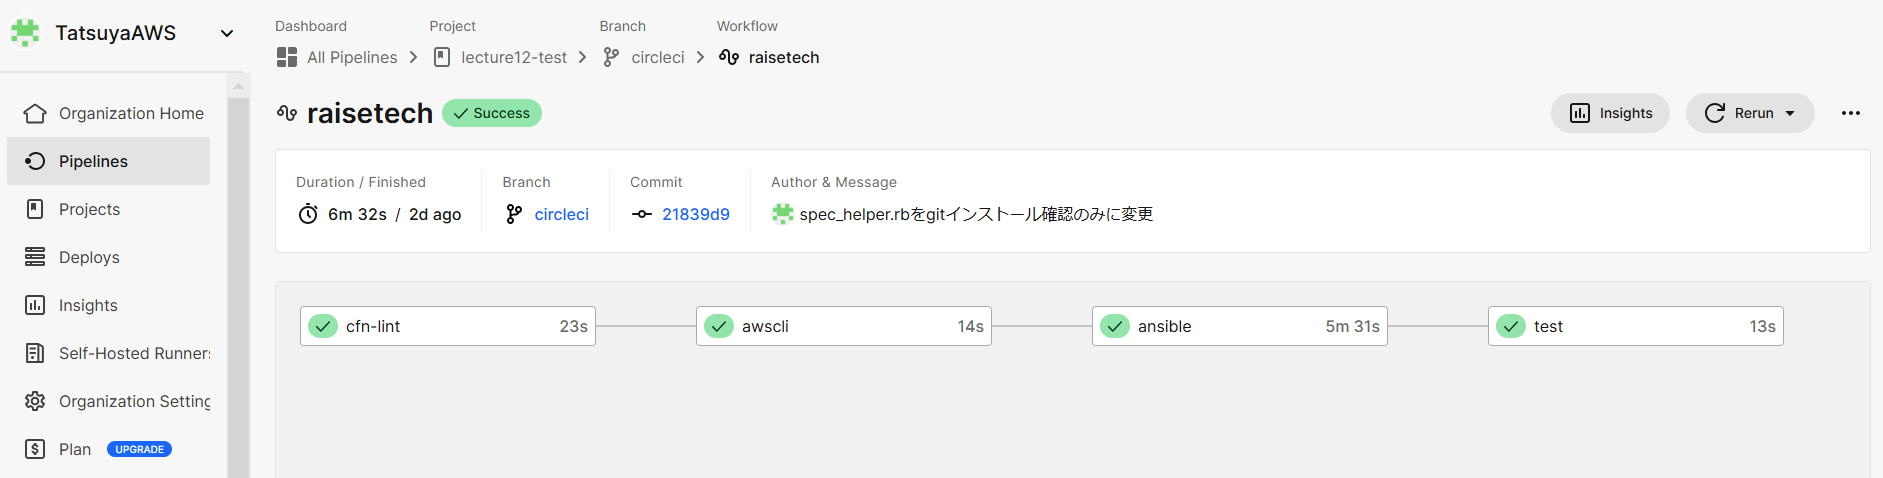 TatsuyaAWS
Organization Home
Pipelines
Projects
Deploys
Insights
Self-Hosted Runners
Organization Setting
Plan UPGRADE
Dashboard Project Branch Workflow
All Pipelines lecture12-test circleci raisetech
raisetech Success Insights Rerun
Duration / Finished Branch Commit Author & Message
6m 32s / 2d ago circleci 21839d9 spec_helper.rbをgitインストール確認のみに変更
cfn-lint 23s awscli 14s ansible 5m 31s test 13s